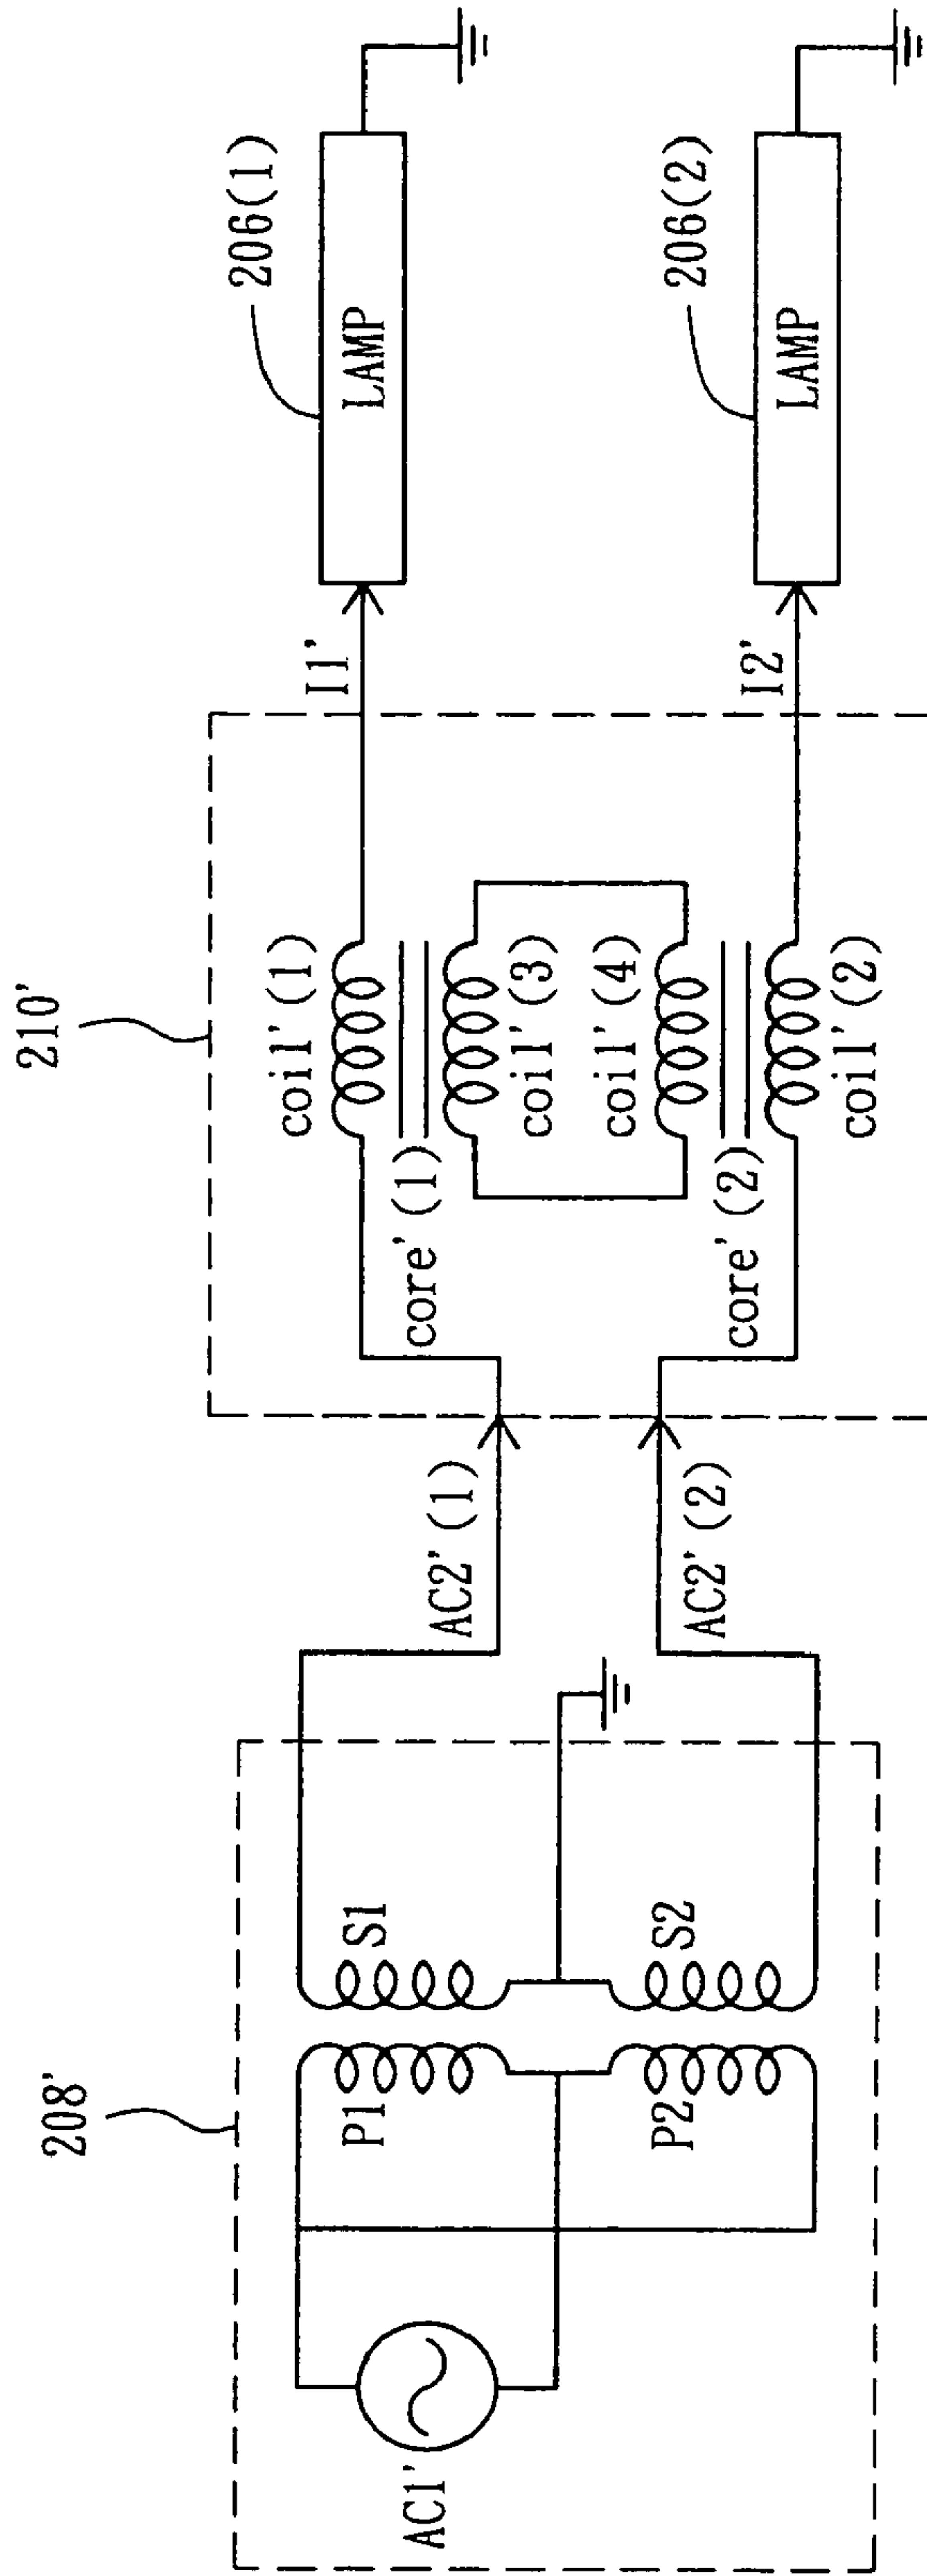 208'
AC1'
P1
S1
P2
S2
AC2'(1)
AC2'(2)
210'
coil'(1)
core'(1)
coil'(3)
coil'(4)
core'(2)
coil'(2)
I1'
I2'
206(1)
LAMP
206(2)
LAMP